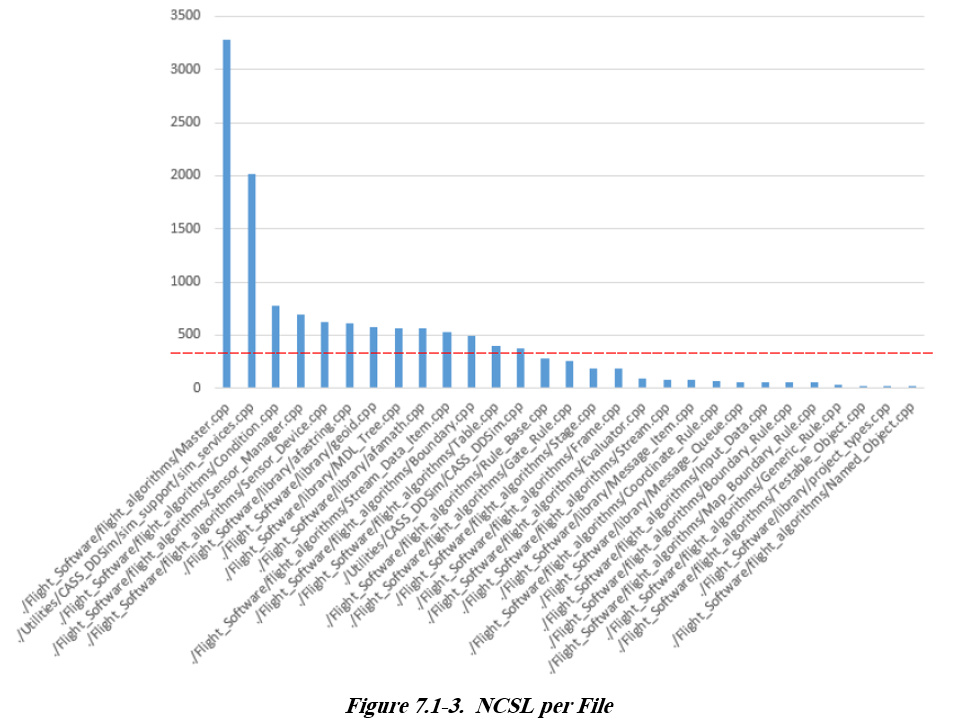 3500
3000
2500
2000
1500
1000
500
0
./Flight_Software/flight_algorithms/Master.cpp
./Utilities/CASS_DDSim/sim_support/sim_services.cpp
./Flight_Software/flight_algorithms/Condition.cpp
./Flight_Software/flight_algorithms/Sensor_Manager.cpp
./Flight_Software/flight_algorithms/Sensor_Device.cpp
./Flight_Software/library/afastring.cpp
./Flight_Software/library/geoid.cpp
./Flight_Software/library/MDL_Tree.cpp
./Flight_Software/library/afamath.cpp
./Flight_Software/flight_algorithms/Stream_Data_Item.cpp
./Flight_Software/flight_algorithms/Boundary.cpp
./Flight_Software/flight_algorithms/Table.cpp
./Utilities/CASS_DDSim/CASS_DDSim.cpp
./Flight_Software/flight_algorithms/Rule_Base.cpp
./Flight_Software/flight_algorithms/Gate_Rule.cpp
./Flight_Software/flight_algorithms/Stage.cpp
./Flight_Software/flight_algorithms/Frame.cpp
./Flight_Software/flight_algorithms/Evaluator.cpp
./Flight_Software/flight_algorithms/Stream.cpp
./Flight_Software/library/Message_Item.cpp
./Flight_Software/flight_algorithms/Coordinate_Rule.cpp
./Flight_Software/library/Message_Queue.cpp
./Flight_Software/flight_algorithms/Input_Data.cpp
./Flight_Software/flight_algorithms/Boundary_Rule.cpp
./Flight_Software/flight_algorithms/Map_Boundary_Rule.cpp
./Flight_Software/flight_algorithms/Generic_Rule.cpp
./Flight_Software/flight_algorithms/Testable_Object.cpp
./Flight_Software/library/project_types.cpp
./Flight_Software/flight_algorithms/Named_Object.cpp
Figure 7.1-3. NCSL per File